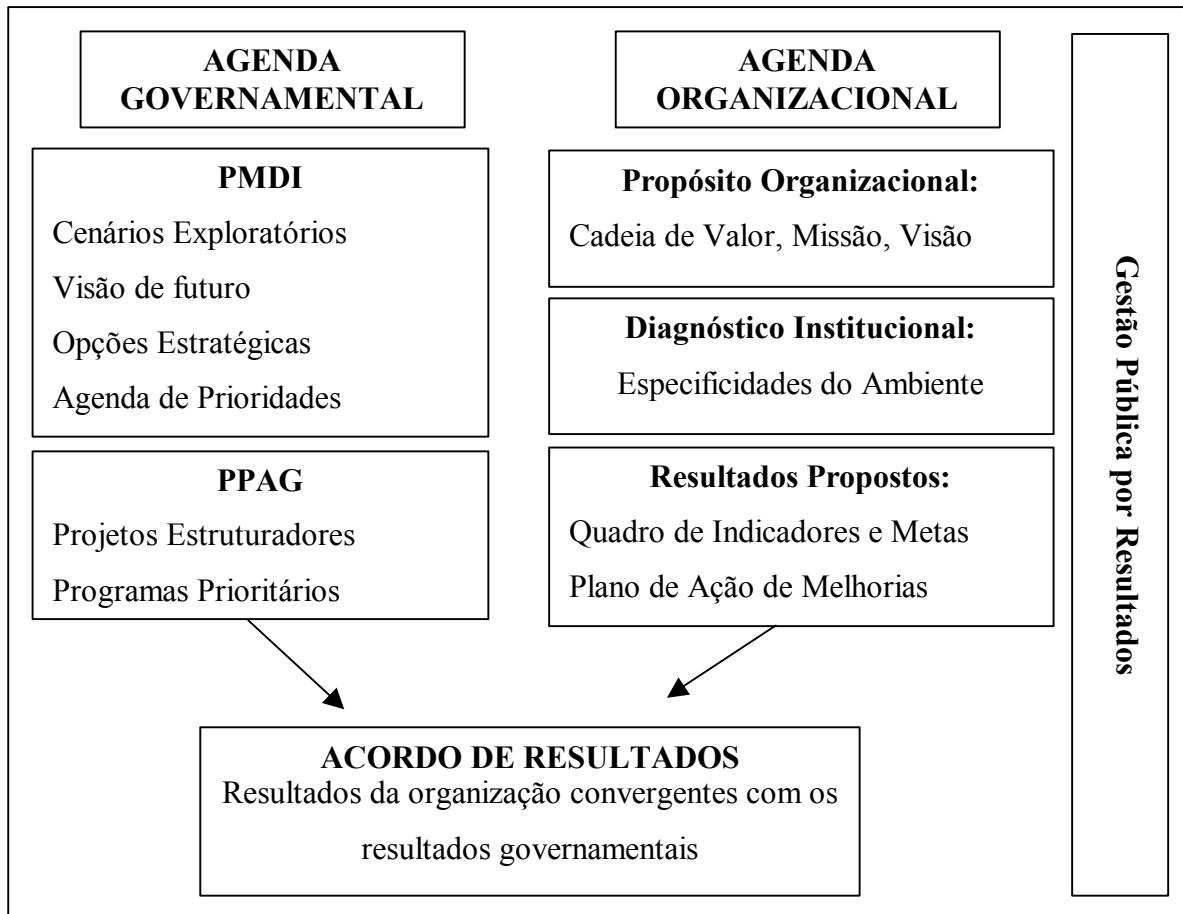 AGENDA
GOVERNAMENTAL
PMDI
Cenários Exploratórios
Visão de futuro
Opções Estratégicas
Agenda de Prioridades
PPAG
Projetos Estruturadores
Programas Prioritários
AGENDA
ORGANIZACIONAL
Propósito Organizacional:
Cadeia de Valor, Missão, Visão
Diagnóstico Institucional:
Especificidades do Ambiente
Resultados Propostos:
Quadro de Indicadores e Metas
Plano de Ação de Melhorias
ACORDO DE RESULTADOS
Resultados da organização convergentes com os
resultados governamentais
Gestão Pública por Resultados